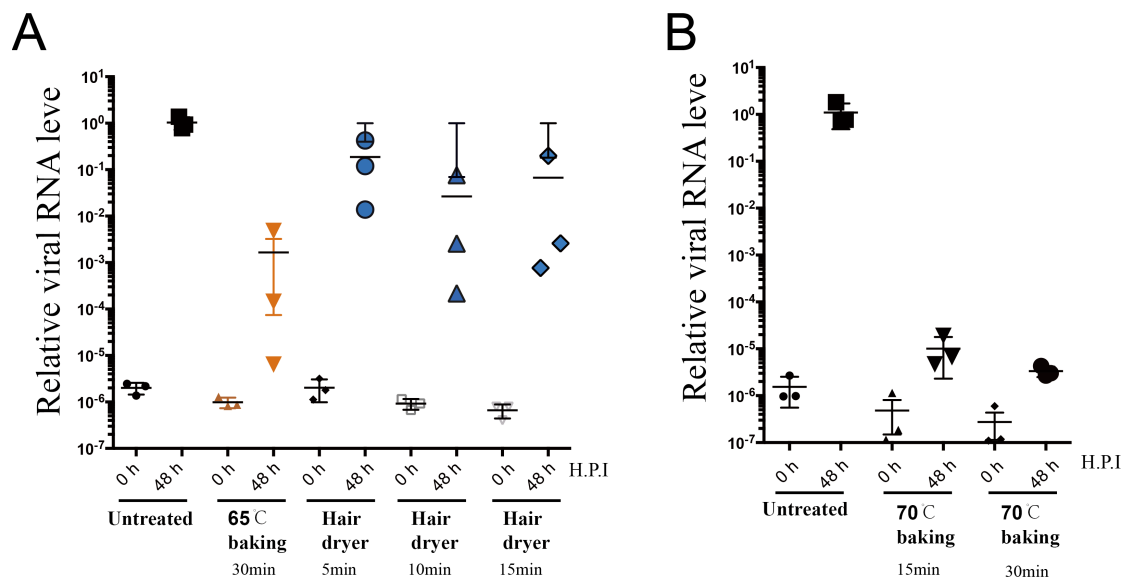 A
Relative viral RNA leve
10¹
10⁰
10⁻¹
10⁻²
10⁻³
10⁻⁴
10⁻⁵
10⁻⁶
10⁻⁷
0 h 48 h 0 h 48 h 0 h 48 h 0 h 48 h 0 h 48 h H.P.I
Untreated 65℃ Hair Hair Hair
baking dryer dryer dryer
30min 5min 10min 15min
B
Relative viral RNA leve
10¹
10⁰
10⁻¹
10⁻²
10⁻³
10⁻⁴
10⁻⁵
10⁻⁶
10⁻⁷
0 h 48 h 0 h 48 h 0 h 48 h H.P.I
Untreated 70℃ 70℃
baking baking
15min 30min